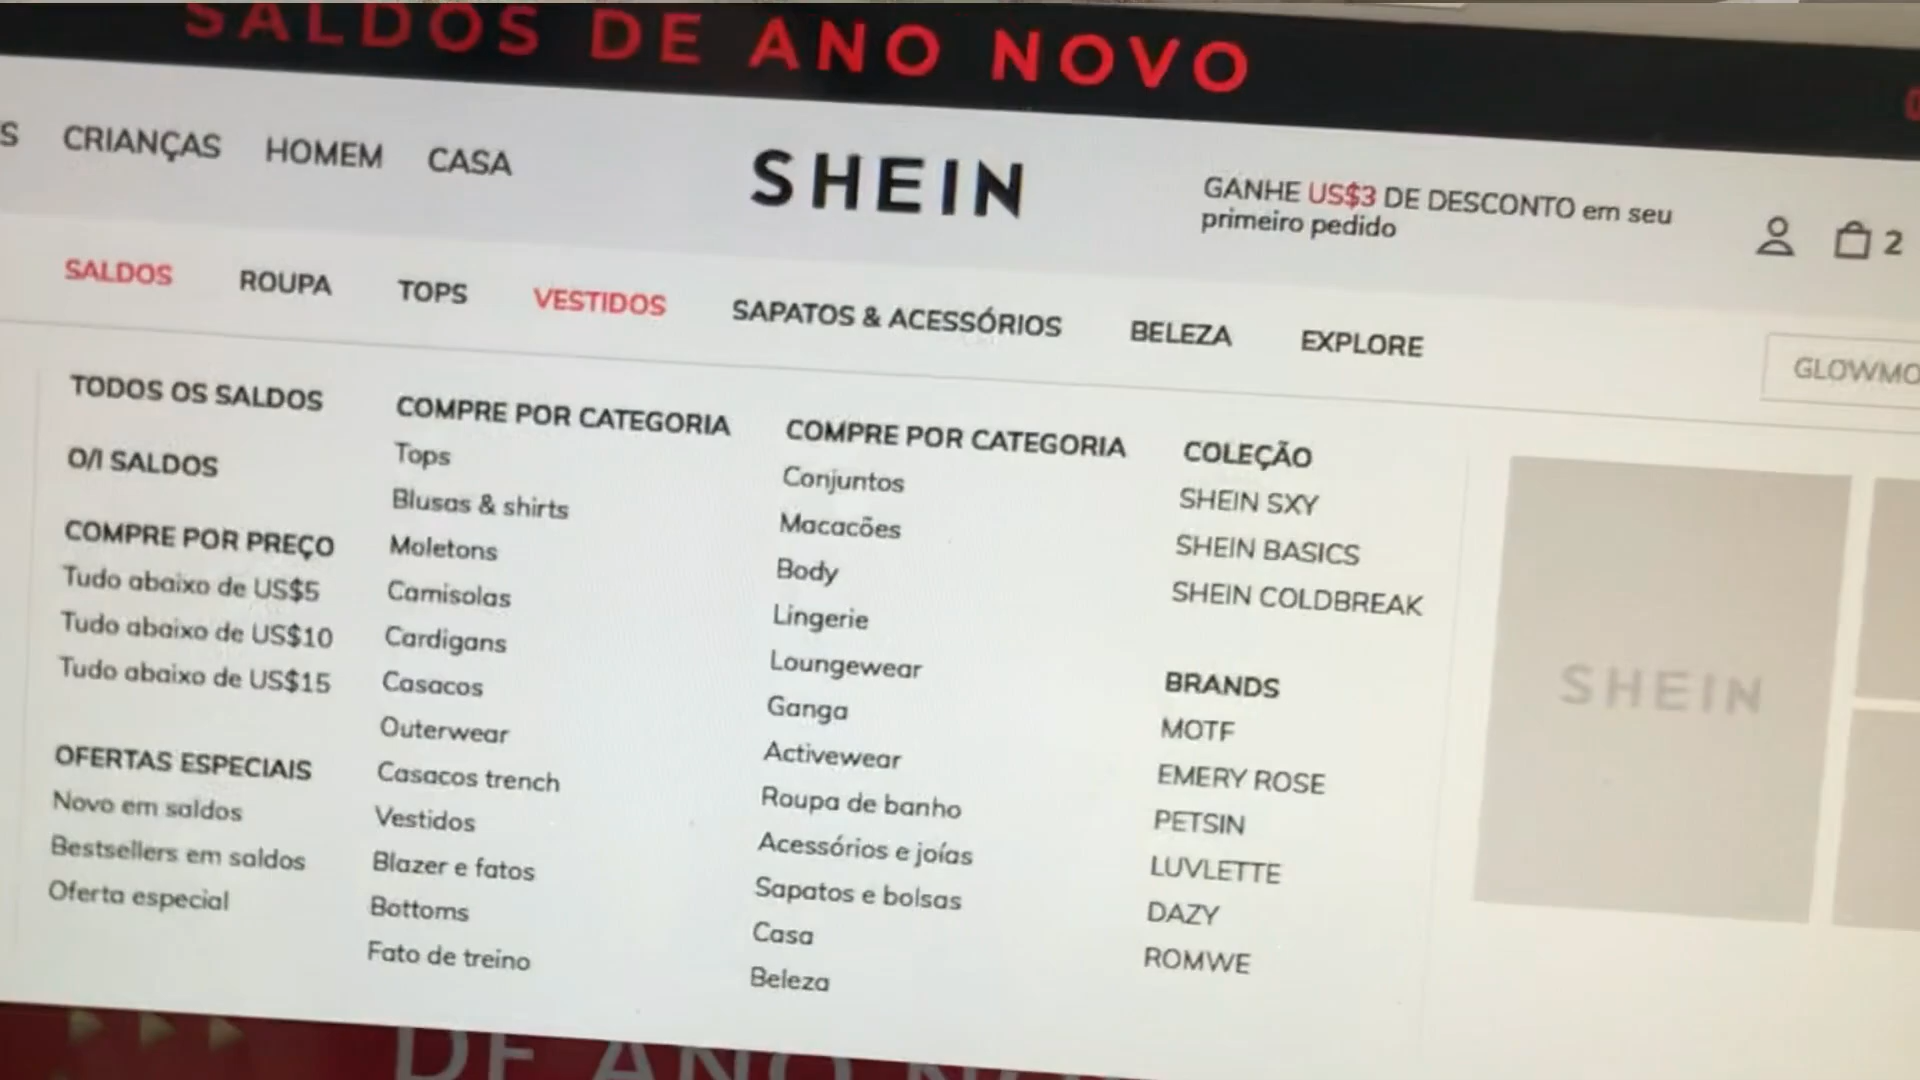 SALDOS DE ANO NOVO
S CRIANÇAS HOMEM CASA
SHEIN
GANHE US$3 DE DESCONTO em seu
primeiro pedido
2
SALDOS ROUPA TOPS VESTIDOS SAPATOS & ACESSÓRIOS BELEZA EXPLORE
GLOWMO
TODOS OS SALDOS
O/I SALDOS
COMPRE POR PREÇO
Tudo abaixo de US$5
Tudo abaixo de US$10
Tudo abaixo de US$15
OFERTAS ESPECIAIS
Novo em saldos
Bestsellers em saldos
Oferta especial
COMPRE POR CATEGORIA
Tops
Blusas & shirts
Moletons
Camisolas
Cardigans
Casacos
Outerwear
Casacos trench
Vestidos
Blazer e fatos
Bottoms
Fato de treino
COMPRE POR CATEGORIA
Conjuntos
Macacões
Body
Lingerie
Loungewear
Ganga
Activewear
Roupa de banho
Acessórios e joías
Sapatos e bolsas
Casa
Beleza
COLEÇÃO
SHEIN SXY
SHEIN BASICS
SHEIN COLDBREAK
BRANDS
MOTF
EMERY ROSE
PETSIN
LUVLETTE
DAZY
ROMWE
SHEIN
DE ANO NO